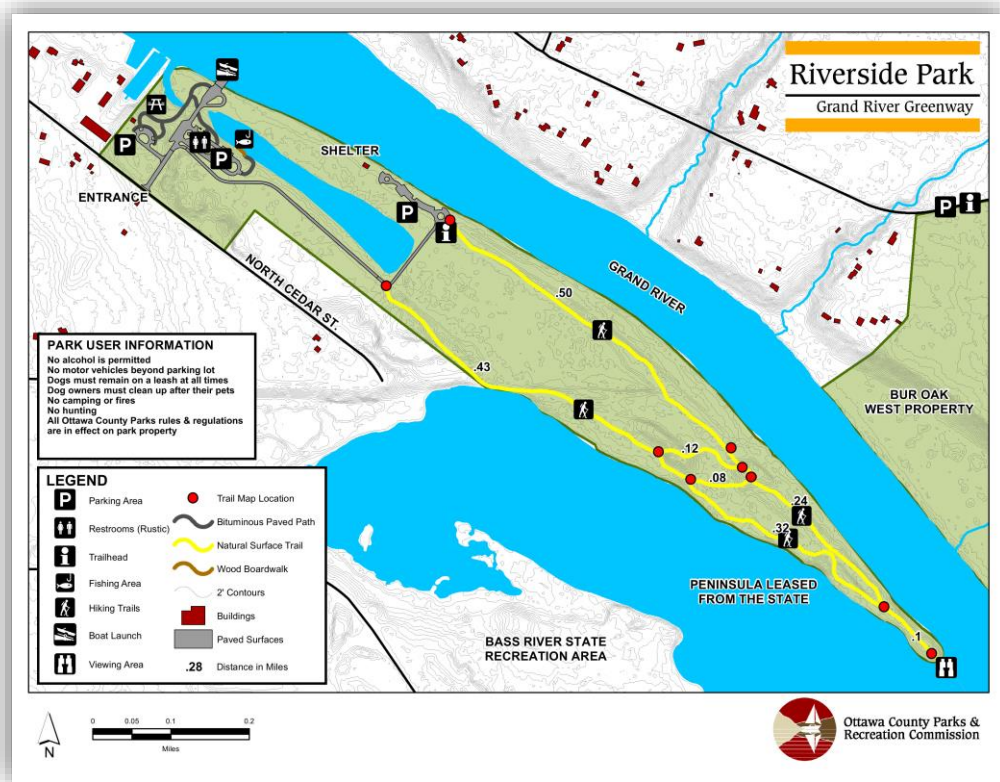 Riverside Park
Grand River Greenway
P
SHELTER
P
P
ENTRANCE
P
i
P
i
GRAND RIVER
.50
NORTH CEDAR ST.
PARK USER INFORMATION
No alcohol is permitted
No motor vehicles beyond parking lot
Dogs must remain on a leash at all times
Dog owners must clean up after their pets
No camping or fires
No hunting
All Ottawa County Parks rules & regulations
are in effect on park property
.43
BUR OAK
WEST PROPERTY
.12
.08
.24
.32
PENINSULA LEASED
FROM THE STATE
.1
BASS RIVER STATE
RECREATION AREA
LEGEND
P Parking Area
Restrooms (Rustic)
i Trailhead
Fishing Area
Hiking Trails
Boat Launch
Viewing Area
Trail Map Location
Bituminous Paved Path
Natural Surface Trail
Wood Boardwalk
2' Contours
Buildings
Paved Surfaces
.28 Distance in Miles
N
0 0.05 0.1 0.2
Miles
Ottawa County Parks &
Recreation Commission